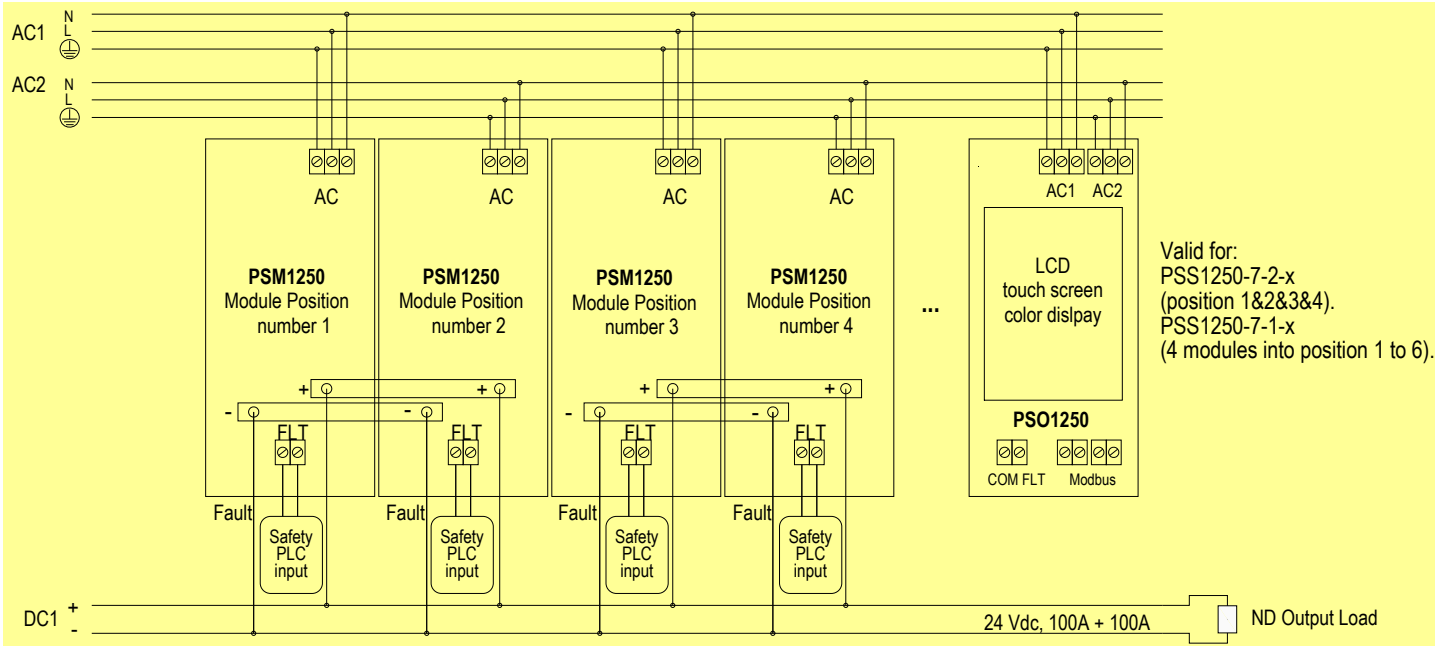 AC1 N
L
AC2 N
L
AC
AC
AC
AC
AC1 AC2
PSM1250
Module Position
number 1
PSM1250
Module Position
number 2
PSM1250
Module Position
number 3
PSM1250
Module Position
number 4
...
LCD
touch screen
color dislpay
PSO1250
COM FLT Modbus
Valid for:
PSS1250-7-2-x
(position 1&2&3&4).
PSS1250-7-1-x
(4 modules into position 1 to 6).
+ + + +
- - - -
FLT FLT FLT FLT
Fault Fault Fault Fault
Safety
PLC
input
Safety
PLC
input
Safety
PLC
input
Safety
PLC
input
DC1 +
-
24 Vdc, 100A + 100A
ND Output Load